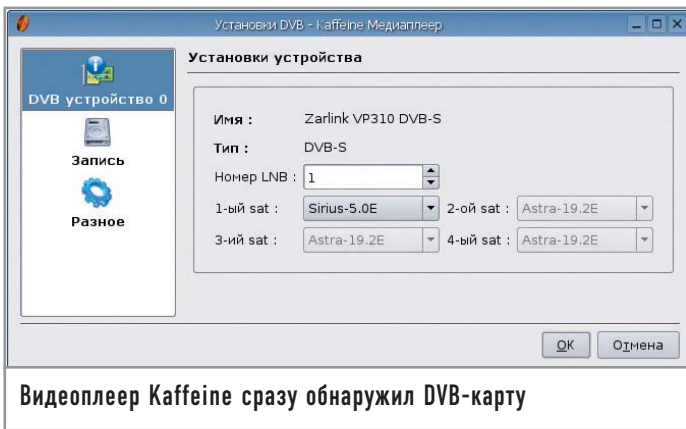 Установки DVB - Kaffeine Медиаплеер
DVB устройство 0
Запись
Разное
Установки устройства
Имя : Zarlink VP310 DVB-S
Тип : DVB-S
Номер LNB : 1
1-ый sat : Sirius-5.0E 2-ой sat : Astra-19.2E
3-ий sat : Astra-19.2E 4-ый sat : Astra-19.2E
OK Отмена
Видеоплеер Kaffeine сразу обнаружил DVB-карту